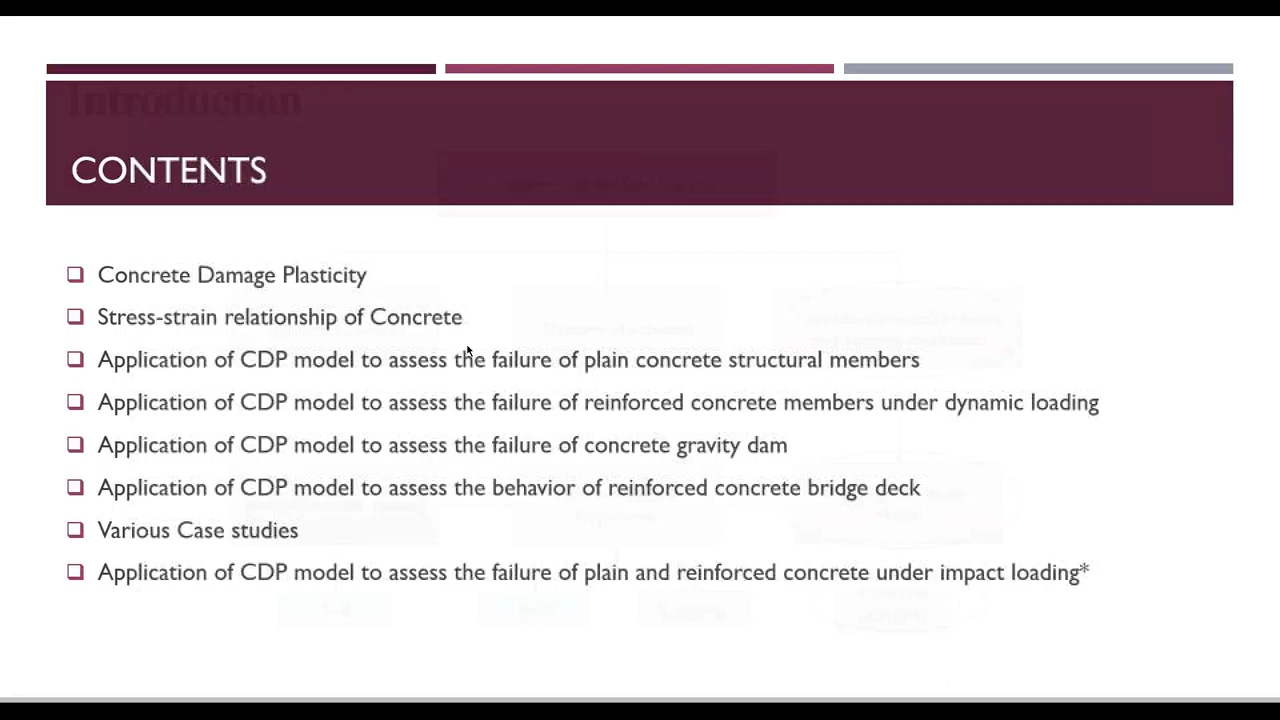 Introduction
CONTENTS
❑ Concrete Damage Plasticity
❑ Stress-strain relationship of Concrete
❑ Application of CDP model to assess the failure of plain concrete structural members
❑ Application of CDP model to assess the failure of reinforced concrete members under dynamic loading
❑ Application of CDP model to assess the failure of concrete gravity dam
❑ Application of CDP model to assess the behavior of reinforced concrete bridge deck
❑ Various Case studies
❑ Application of CDP model to assess the failure of plain and reinforced concrete under impact loading*